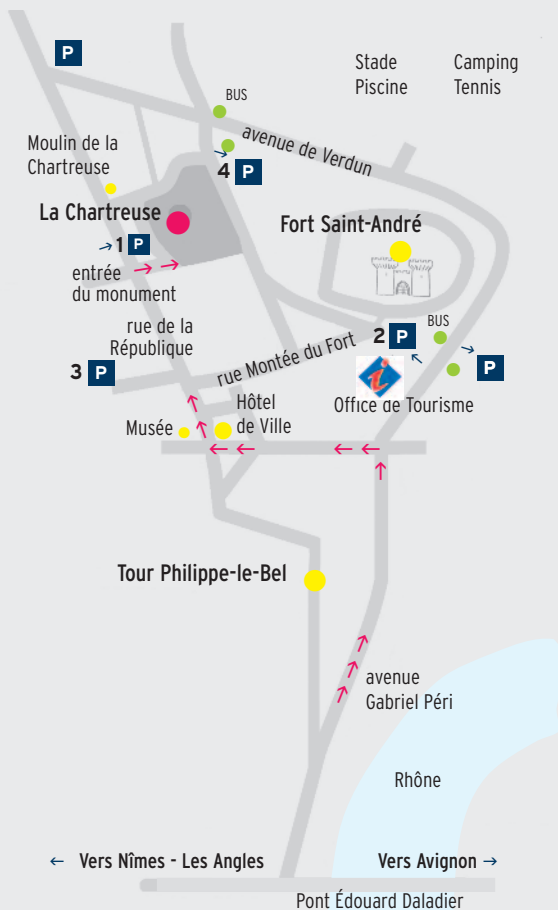 P
BUS
Stade
Piscine
Camping
Tennis
avenue de Verdun
Moulin de la
Chartreuse
4 P
La Chartreuse
Fort Saint-André
1 P
entrée
du monument
rue de la
République
2 P
BUS
P
3 P
rue Montée du Fort
i
Office de Tourisme
Hôtel
de Ville
Musée
Tour Philippe-le-Bel
avenue
Gabriel Péri
Rhône
← Vers Nîmes - Les Angles
Vers Avignon →
Pont Édouard Daladier